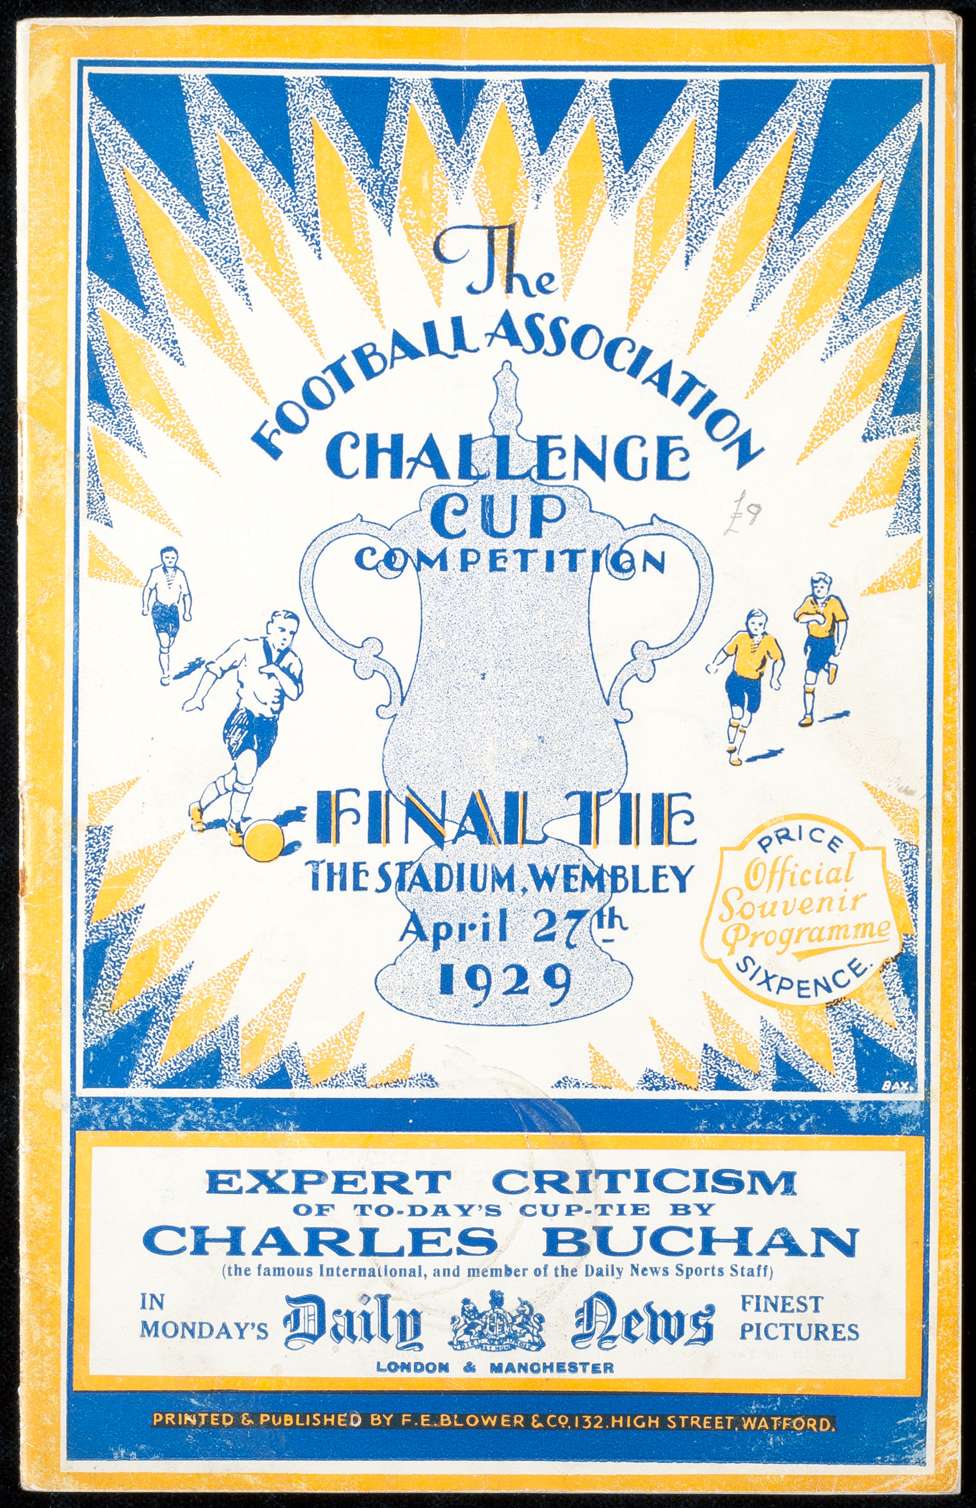 The
FOOTBALL ASSOCIATION
CHALLENGE
CUP
COMPETITION
£9
FINAL TIE
THE STADIUM, WEMBLEY
April 27th
1929
PRICE
Official
Souvenir
Programme
SIXPENCE.
BAX.
EXPERT CRITICISM
OF TO-DAY'S CUP-TIE BY
CHARLES BUCHAN
(the famous International, and member of the Daily News Sports Staff)
IN
MONDAY'S
Daily News
FINEST
PICTURES
LONDON & MANCHESTER
PRINTED & PUBLISHED BY F.E.BLOWER & CO, 132, HIGH STREET, WATFORD.